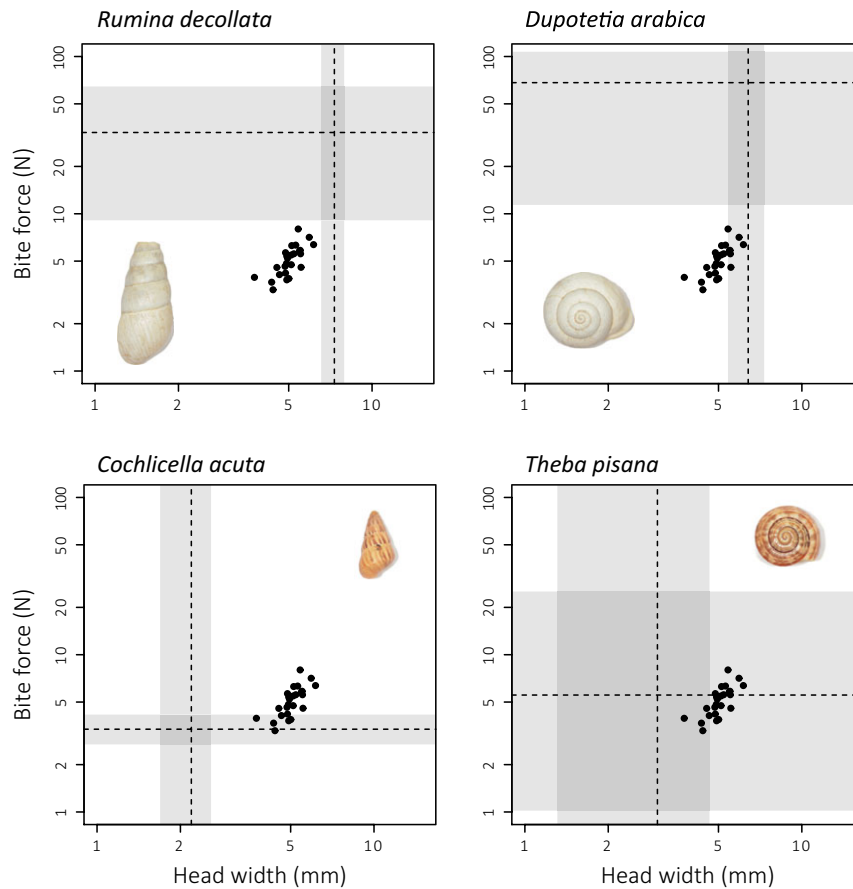 Rumina decollata
Dupotetia arabica
Bite force (N)
100
50
20
10
5
2
1
1 2 5 10
100
50
20
10
5
2
1
1 2 5 10
Cochlicella acuta
Theba pisana
Bite force (N)
100
50
20
10
5
2
1
1 2 5 10
Head width (mm)
100
50
20
10
5
2
1
1 2 5 10
Head width (mm)